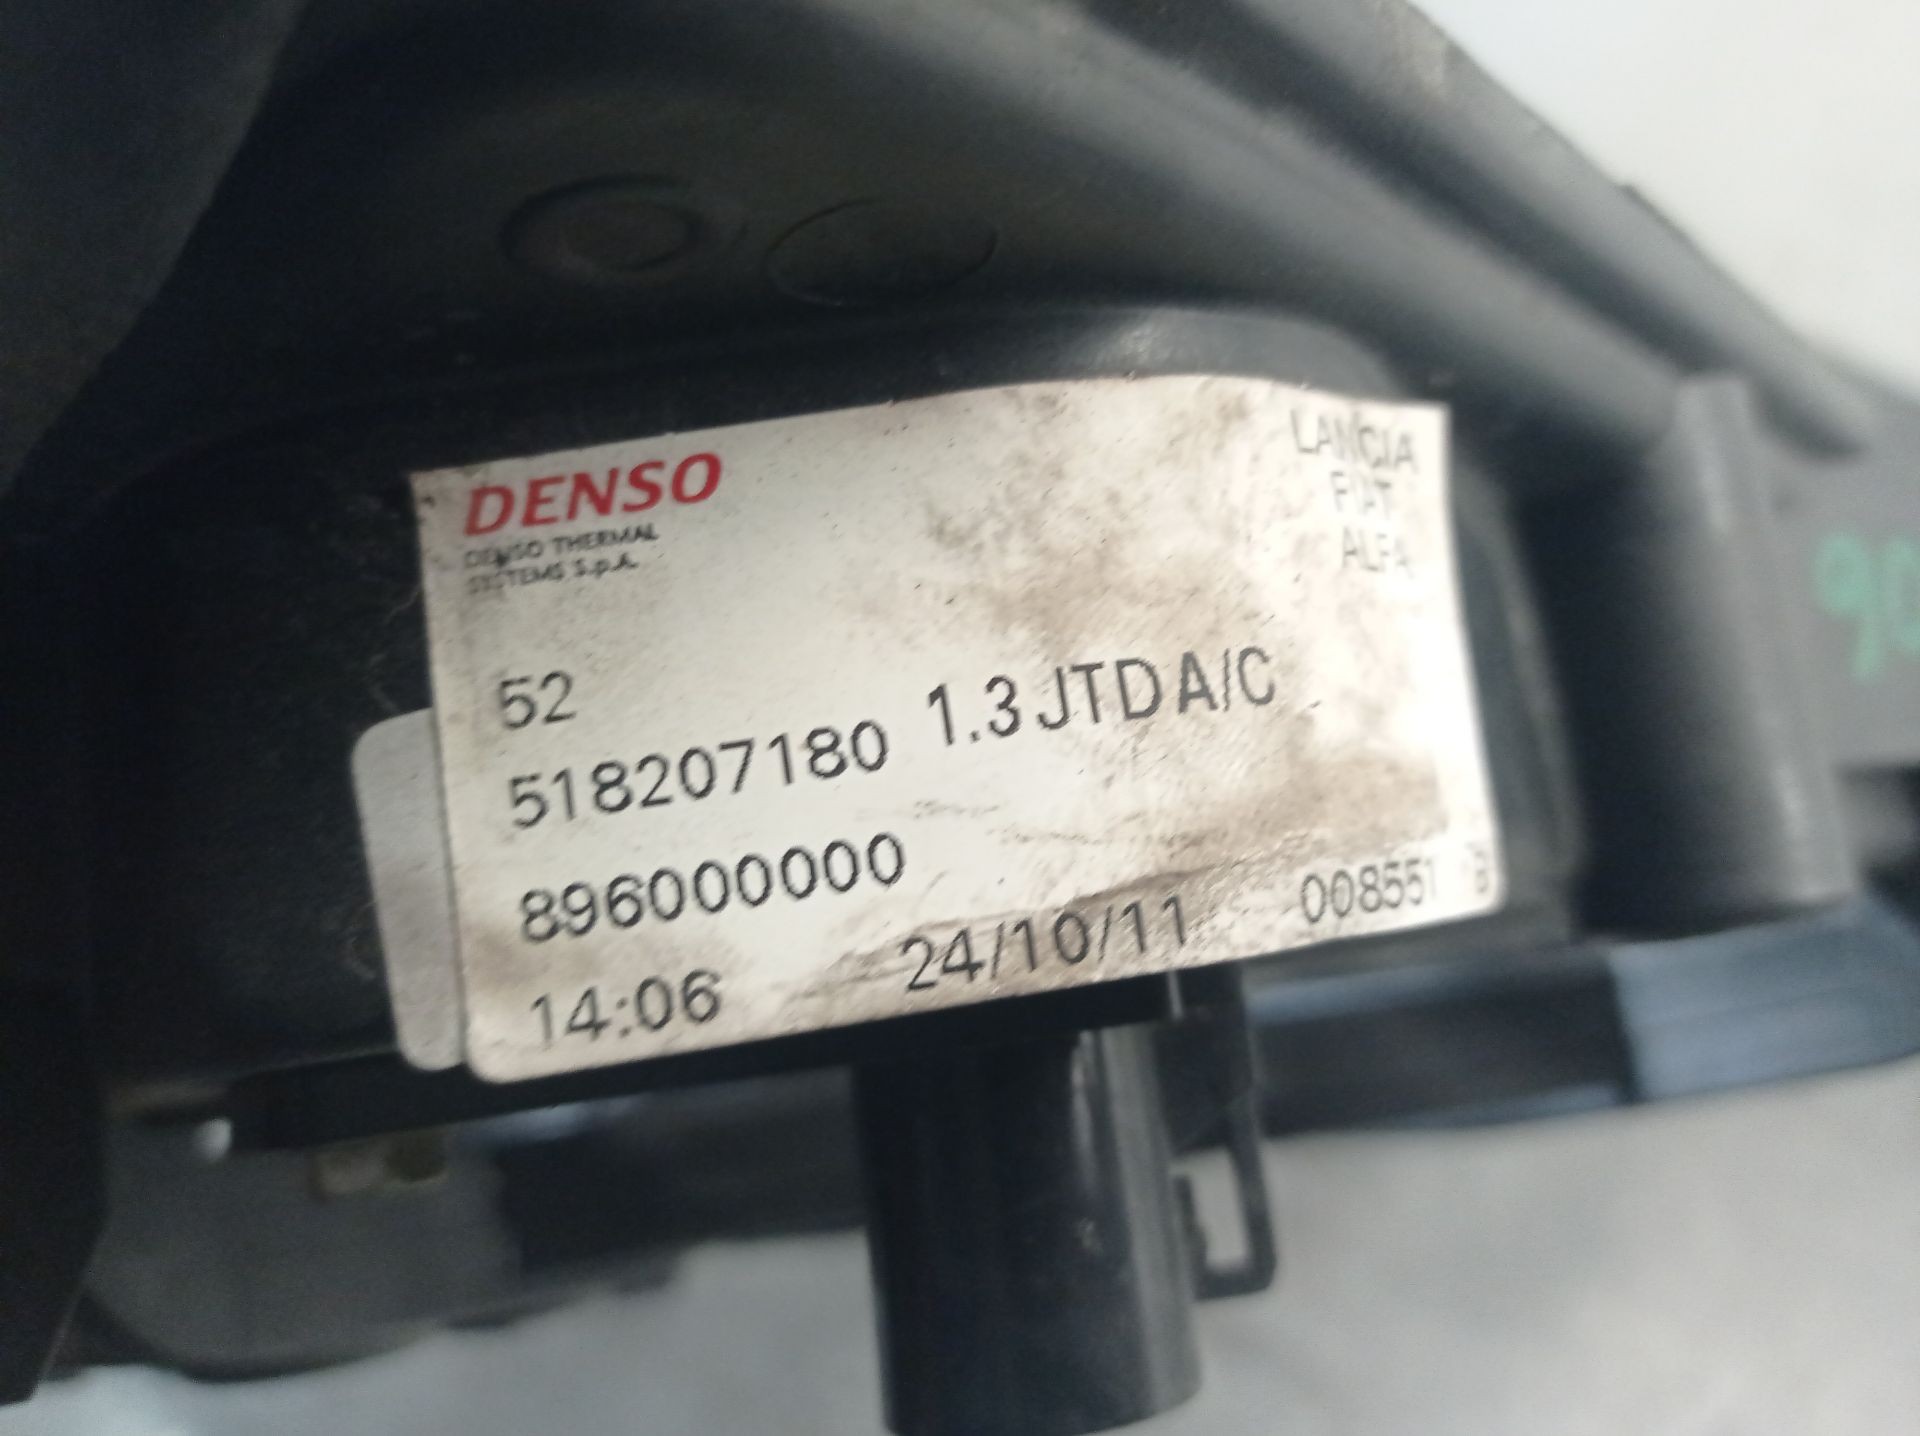 DENSO
DENSO THERMAL
SYSTEMS S.p.A.
LANCIA
FIAT
ALFA
52
518207180 1.3 JTD A/C
896000000
14:06 24/10/11 008551 B